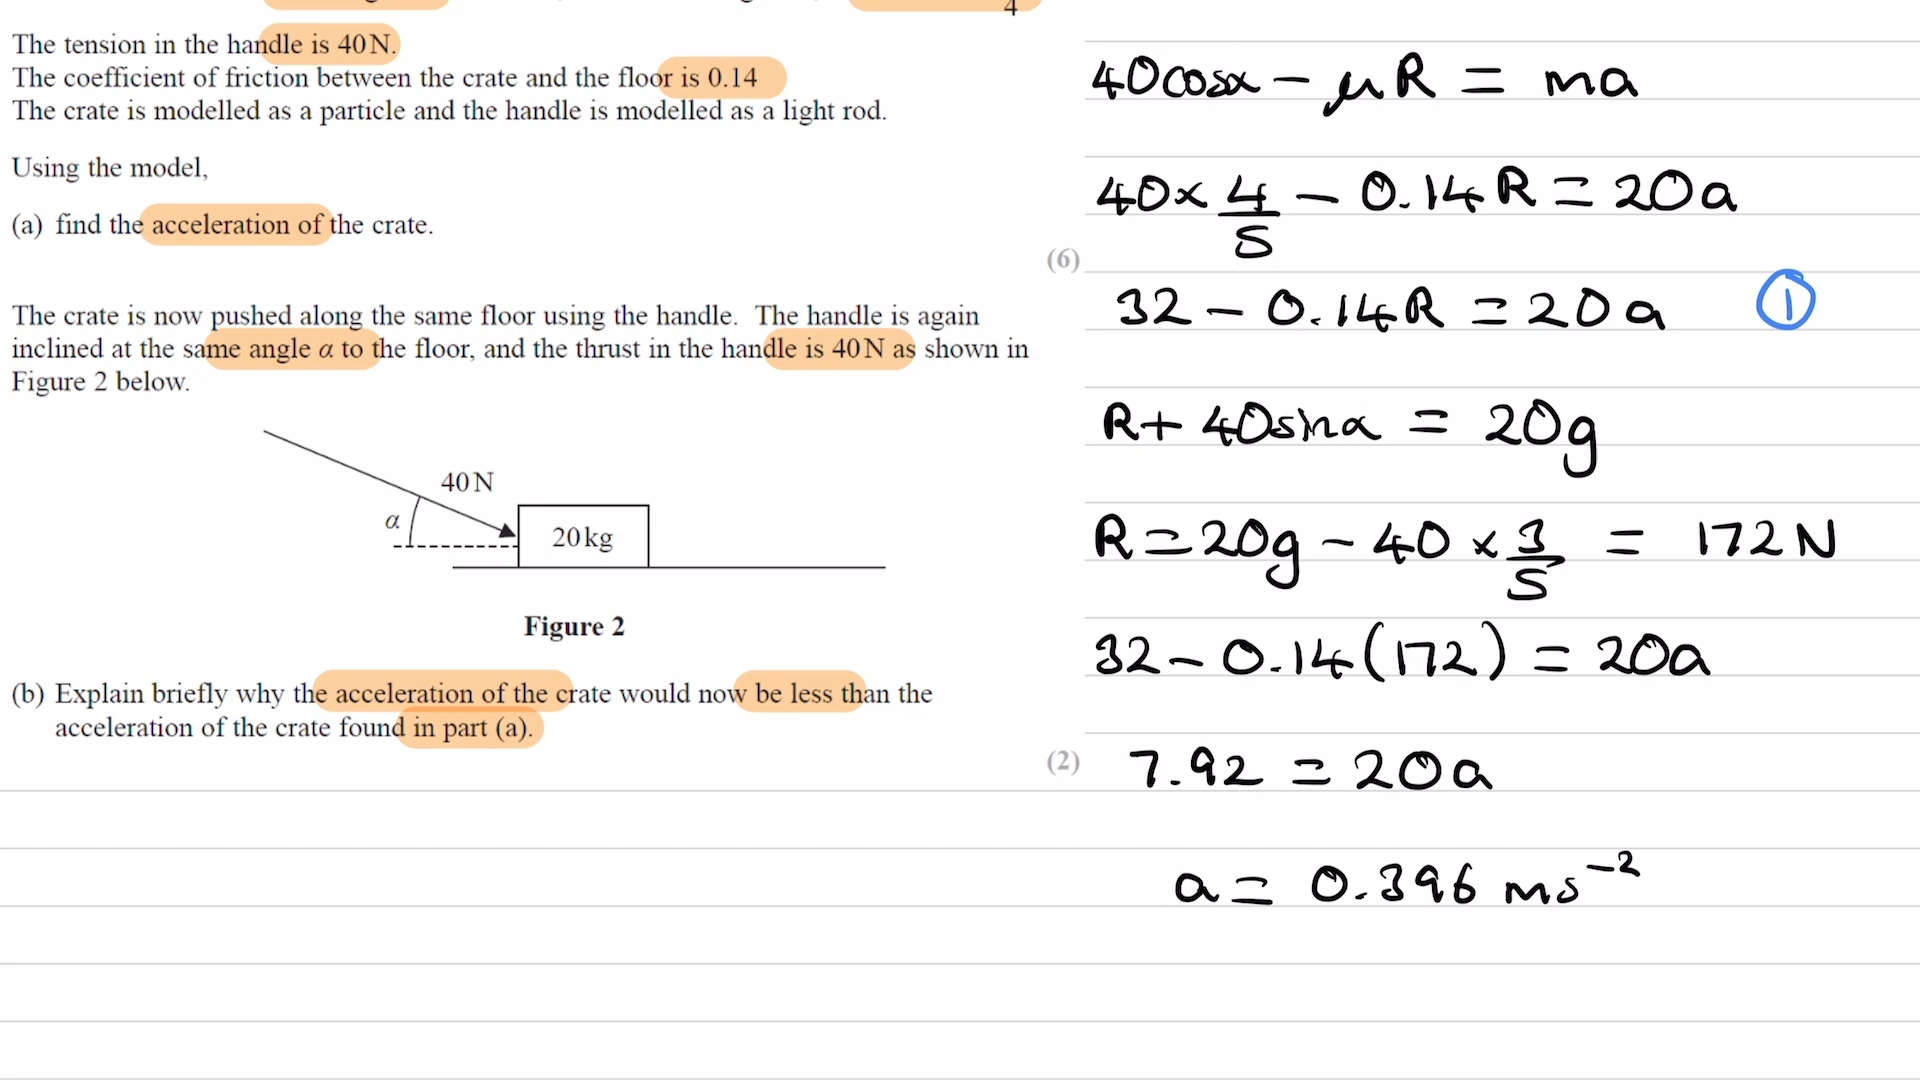 4
The tension in the handle is 40 N.
The coefficient of friction between the crate and the floor is 0.14
The crate is modelled as a particle and the handle is modelled as a light rod.
Using the model,
(a) find the acceleration of the crate.
(6)
The crate is now pushed along the same floor using the handle. The handle is again
inclined at the same angle α to the floor, and the thrust in the handle is 40 N as shown in
Figure 2 below.
40 N
α
20 kg
Figure 2
(b) Explain briefly why the acceleration of the crate would now be less than the
acceleration of the crate found in part (a).
(2)
40cosα − μR = ma
40 × 4/5 − 0.14R = 20a
32 − 0.14R = 20a ①
R + 40sinα = 20g
R = 20g − 40 × 3/5 = 172N
32 − 0.14(172) = 20a
7.92 = 20a
a = 0.396 ms⁻²